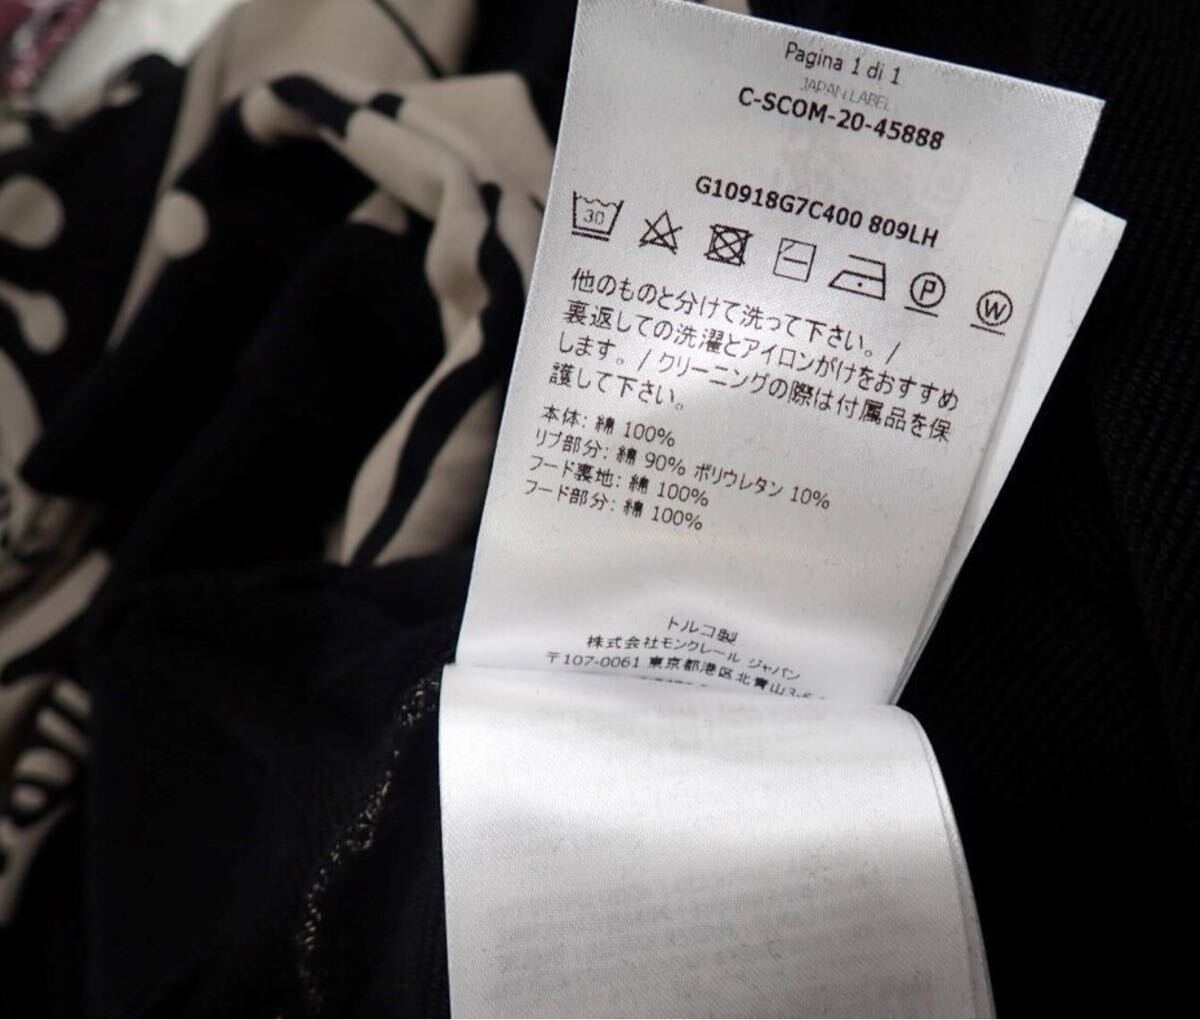 Pagina 1 di 1
JAPAN LABEL
C-SCOM-20-45888
G10918G7C400 809LH
30 P W
他のものと分けて洗って下さい。/
裏返しての洗濯とアイロンがけをおすすめ
します。/ クリーニングの際は付属品を保
護して下さい。
本体: 綿 100%
リブ部分: 綿 90% ポリウレタン 10%
フード裏地: 綿 100%
フード部分: 綿 100%
トルコ製
株式会社モンクレール ジャパン
〒107-0061 東京都港区北青山3-5